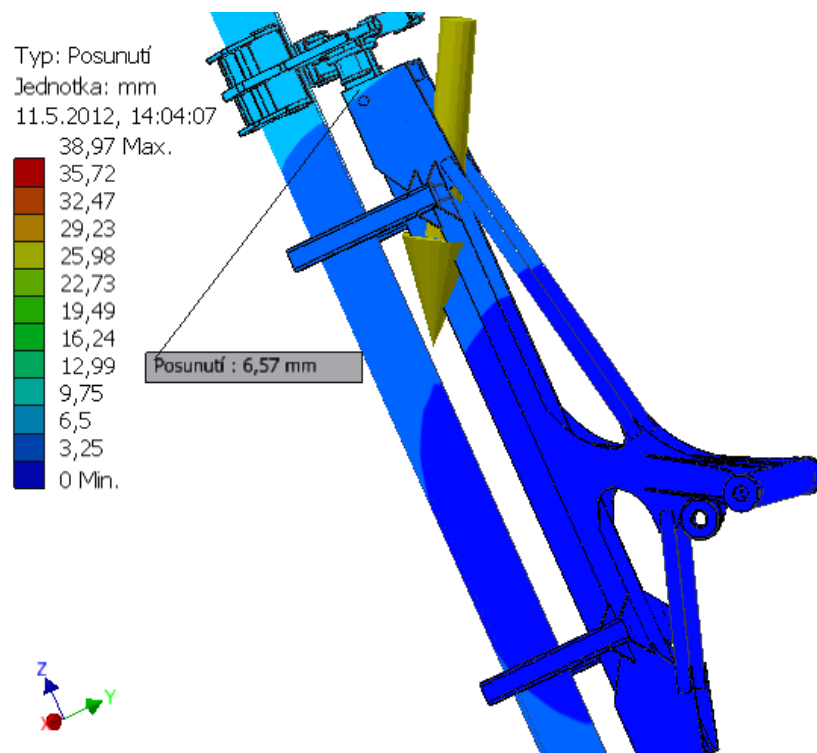 Typ: Posunutí
Jednotka: mm
11.5.2012, 14:04:07
38,97 Max.
35,72
32,47
29,23
25,98
22,73
19,49
16,24
12,99
9,75
6,5
3,25
0 Min.
Posunutí : 6,57 mm
Z
Y
X